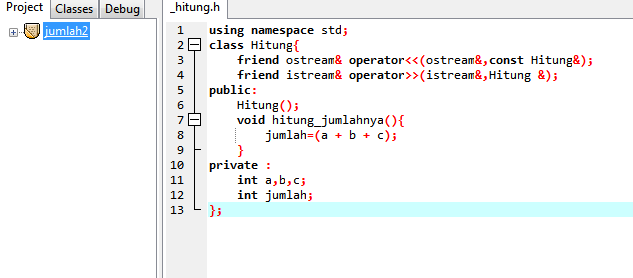 Project Classes Debug
jumlah2
_hitung.h
1 using namespace std;
2 class Hitung{
3 friend ostream& operator<<(ostream&,const Hitung&);
4 friend istream& operator>>(istream&,Hitung &);
5 public:
6 Hitung();
7 void hitung_jumlahnya(){
8 jumlah=(a + b + c);
9 }
10 private :
11 int a,b,c;
12 int jumlah;
13 };